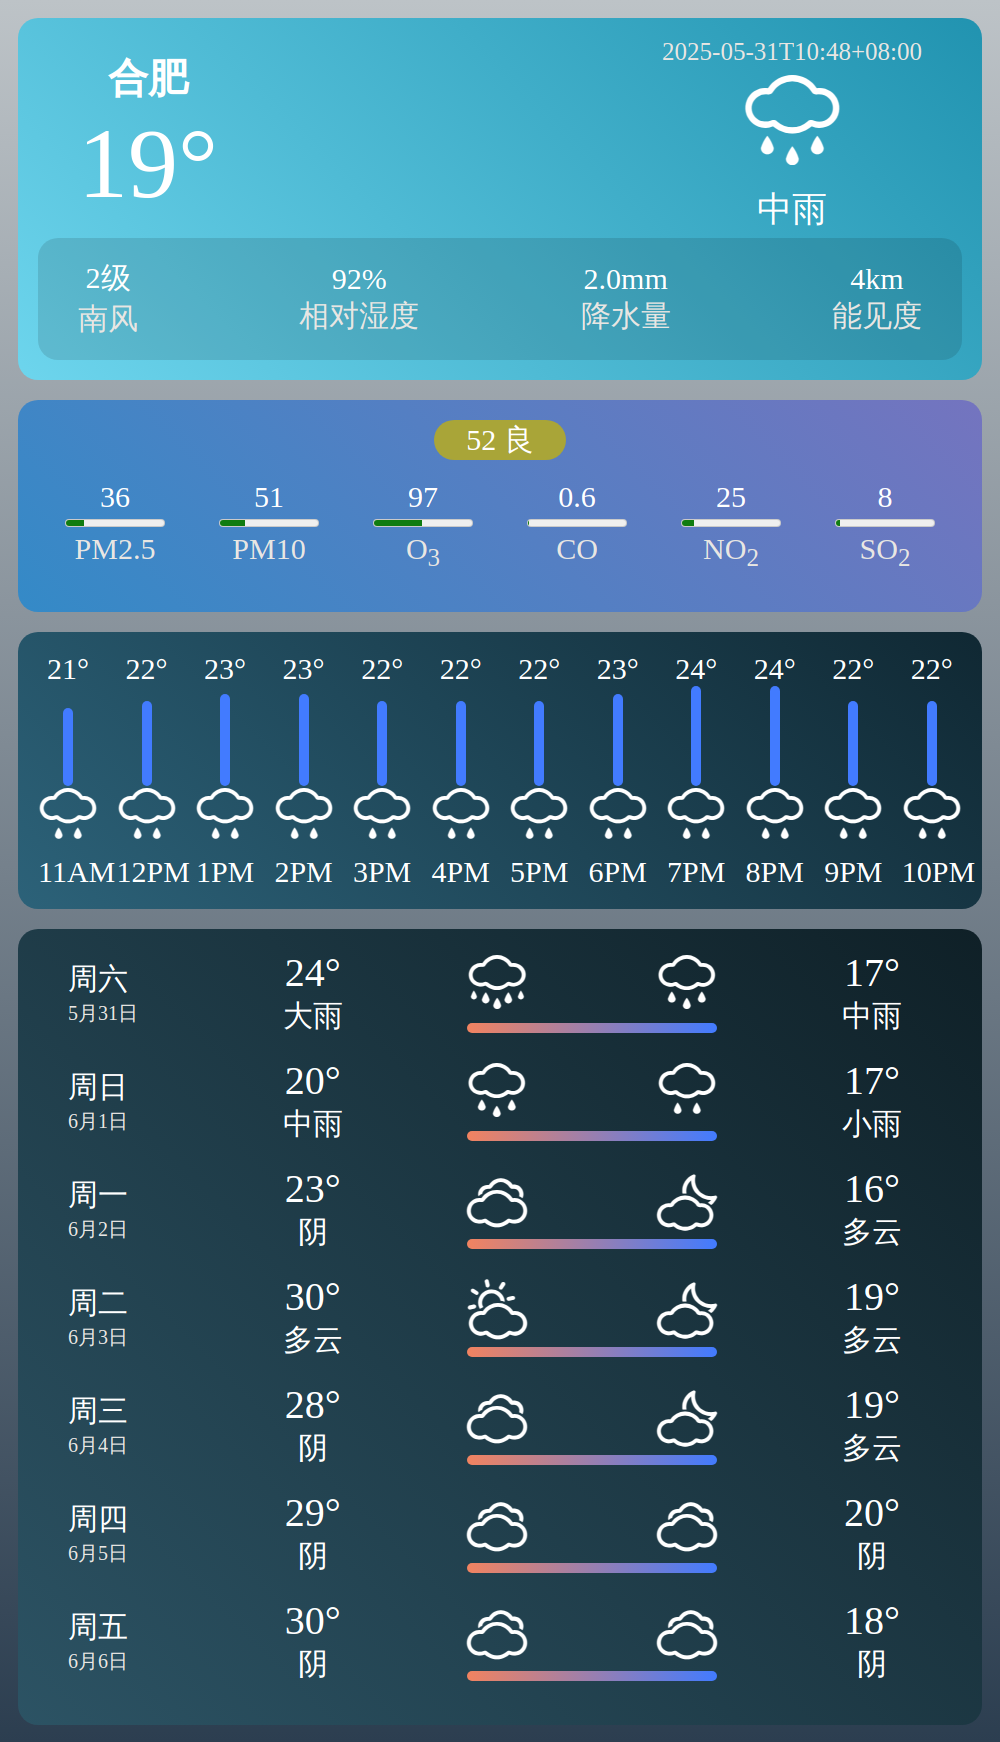 合肥
19°
2025-05-31T10:48+08:00
中雨
2级 92% 2.0mm 4km
南风 相对湿度 降水量 能见度
52 良
36 51 97 0.6 25 8
PM2.5 PM10 O3 CO NO2 SO2
21° 22° 23° 23° 22° 22° 22° 23° 24° 24° 22° 22°
11AM 12PM 1PM 2PM 3PM 4PM 5PM 6PM 7PM 8PM 9PM 10PM
周六 24° 17°
5月31日 大雨 中雨
周日 20° 17°
6月1日 中雨 小雨
周一 23° 16°
6月2日 阴 多云
周二 30° 19°
6月3日 多云 多云
周三 28° 19°
6月4日 阴 多云
周四 29° 20°
6月5日 阴 阴
周五 30° 18°
6月6日 阴 阴